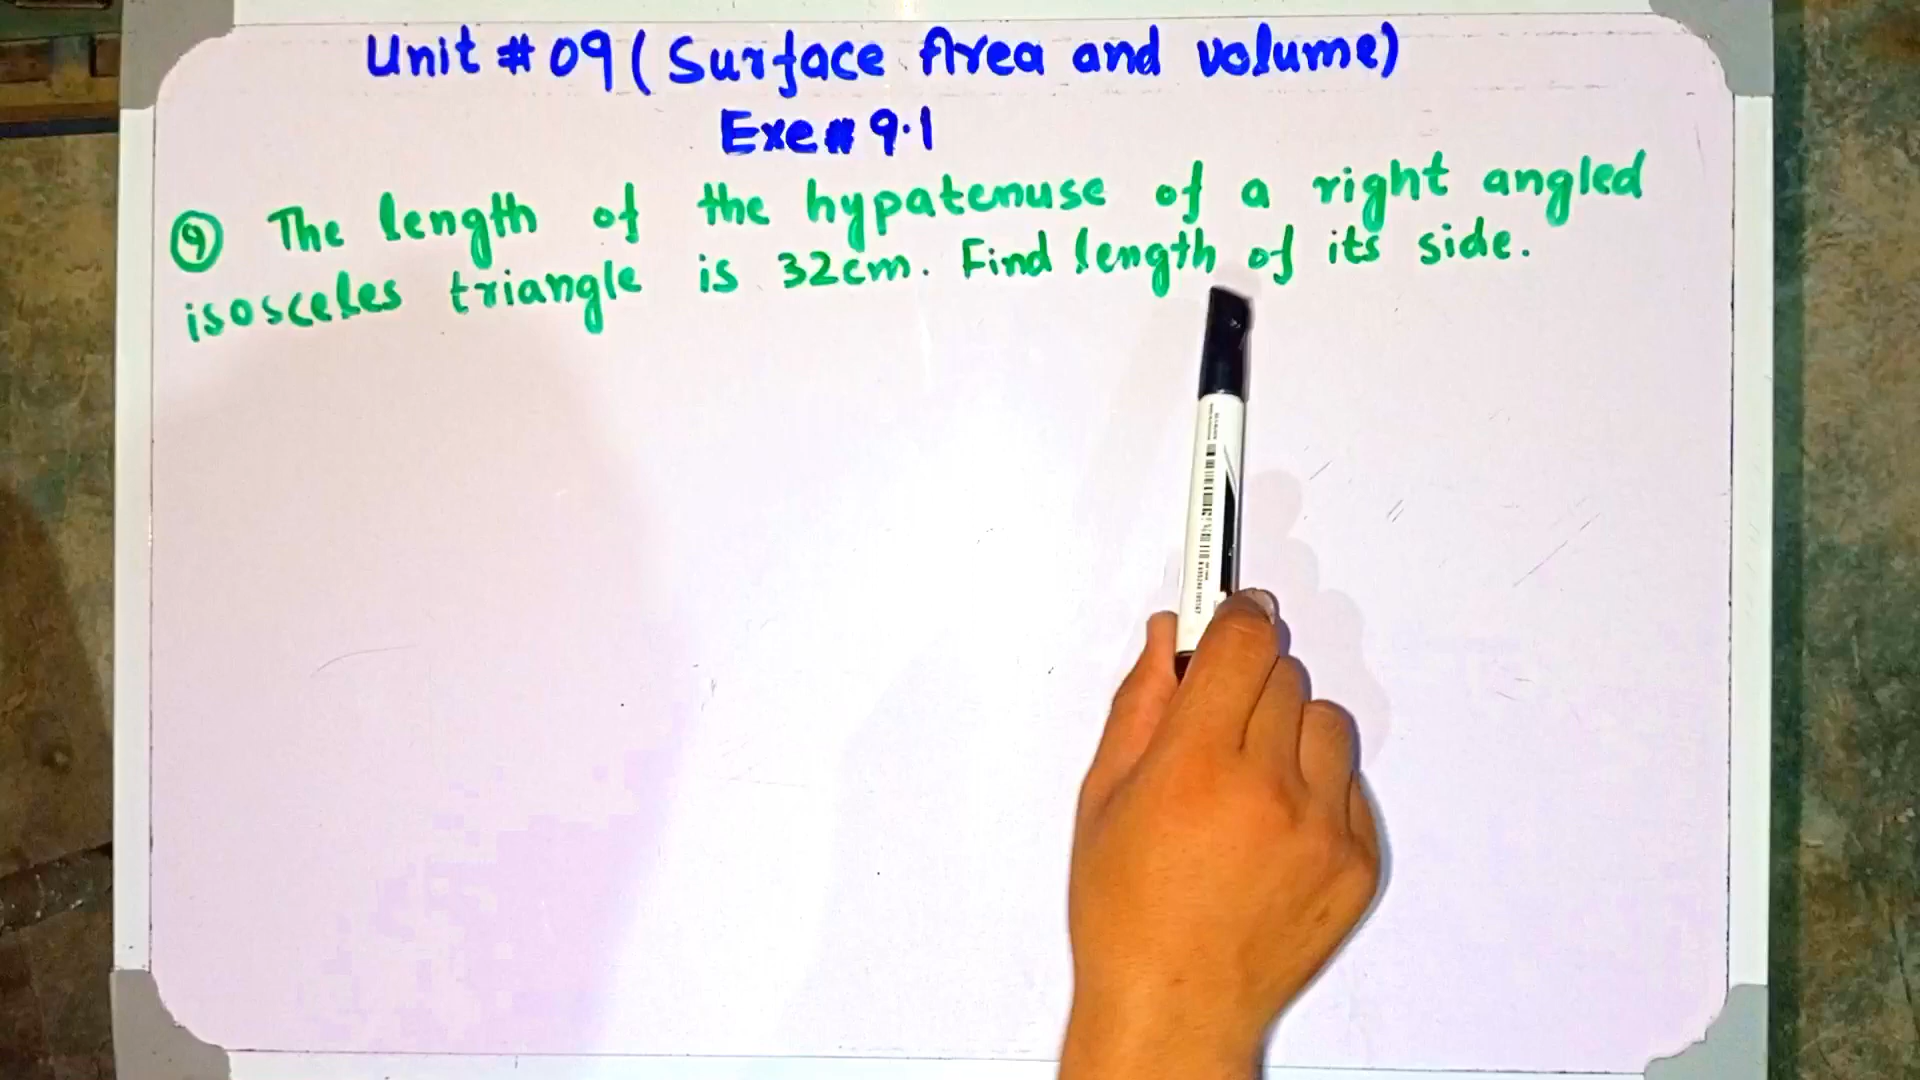 Unit # 09 (Surface Area and volume)
Exe# 9.1
⑨ The length of the hypatenuse of a right angled
isosceles triangle is 32cm. Find length of its side.